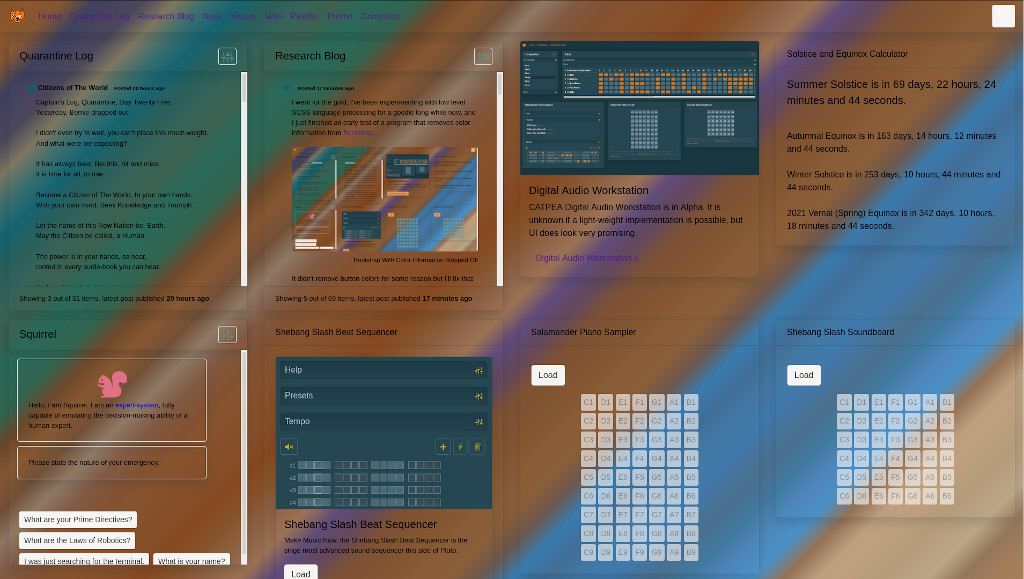 Home Quarantine Log Research Blog Book Vector Well Palette Theme Computer
Quarantine Log
Citizens of The World Posted 20 hours ago
Captain's Log, Quarantine, Day Twenty Five,
Yesterday, Bernie dropped out.
I didn't even try to wait, you can't place this much weight.
And what were we expecting?
It has always been like this, hit and miss.
It is time for all, to rise.
Become a Citizen of The World, In your own hands.
With your own mind. Seek Knowledge and Triumph.
Let the name of this New Nation be, Earth,
May the Citizen be called, a Human.
The power is in your hands, so near,
rooted in every audio-book you can hear.
Showing 3 out of 31 items, latest post published 20 hours ago
Research Blog
Posted 17 minutes ago
I went for the gold, I've been experimenting with low level
SCSS language processing for a goodie long while now, and
I just finished an early test of a program that removes color
information from Bootstrap.
Bootstrap With Color Information Stripped Off
It didn't remove button colors for some reason but I'll fix that
Showing 5 out of 69 items, latest post published 17 minutes ago
Digital Audio Workstation
CATPEA Digital Audio Workstation is in Alpha. It is
unknown if a light-weight implementation is possible, but
UI does look very promising.
Digital Audio Workstation »
Solstice and Equinox Calculator
Summer Solstice is in 69 days, 22 hours, 24
minutes and 44 seconds.
Autumnal Equinox is in 163 days, 14 hours, 12 minutes
and 44 seconds.
Winter Solstice is in 253 days, 10 hours, 44 minutes and
44 seconds.
2021 Vernal (Spring) Equinox is in 342 days, 10 hours,
18 minutes and 44 seconds.
Squirrel
Hello, I am Squirrel. I am an expert-system, fully
capable of emulating the decision-making ability of a
human expert.
Please state the nature of your emergency.
What are your Prime Directives?
What are the Laws of Robotics?
I was just searching for the terminal. What is your name?
Shebang Slash Beat Sequencer
Help
Presets
Tempo
#1
#2
#3
#4
Shebang Slash Beat Sequencer
Make Music Now, the Shebang Slash Beat Sequencer is the
singe most advanced sound sequencer this side of Pluto.
Load
Salamander Piano Sampler
Load
C1 D1 E1 F1 G1 A1 B1
C2 D2 E2 F2 G2 A2 B2
C3 D3 E3 F3 G3 A3 B3
C4 D4 E4 F4 G4 A4 B4
C5 D5 E5 F5 G5 A5 B5
C6 D6 E6 F6 G6 A6 B6
C7 D7 E7 F7 G7 A7 B7
C8 D8 E8 F8 G8 A8 B8
C9 D9 E9 F9 G9 A9 B9
Shebang Slash Soundboard
Load
C1 D1 E1 F1 G1 A1 B1
C2 D2 E2 F2 G2 A2 B2
C3 D3 E3 F3 G3 A3 B3
C4 D4 E4 F4 G4 A4 B4
C5 D5 E5 F5 G5 A5 B5
C6 D6 E6 F6 G6 A6 B6